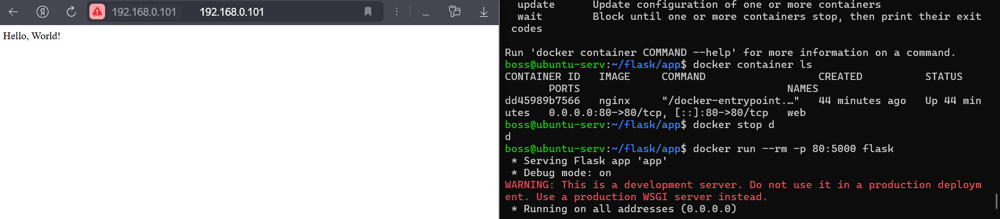 192.168.0.101 192.168.0.101
Hello, World!
update Update configuration of one or more containers
wait Block until one or more containers stop, then print their exit
codes
Run 'docker container COMMAND --help' for more information on a command.
boss@ubuntu-serv:~/flask/app$ docker container ls
CONTAINER ID IMAGE COMMAND CREATED STATUS
PORTS NAMES
dd45989b7566 nginx "/docker-entrypoint.…" 44 minutes ago Up 44 min
utes 0.0.0.0:80->80/tcp, [::]:80->80/tcp web
boss@ubuntu-serv:~/flask/app$ docker stop d
d
boss@ubuntu-serv:~/flask/app$ docker run --rm -p 80:5000 flask
* Serving Flask app 'app'
* Debug mode: on
WARNING: This is a development server. Do not use it in a production deploym
ent. Use a production WSGI server instead.
* Running on all addresses (0.0.0.0)